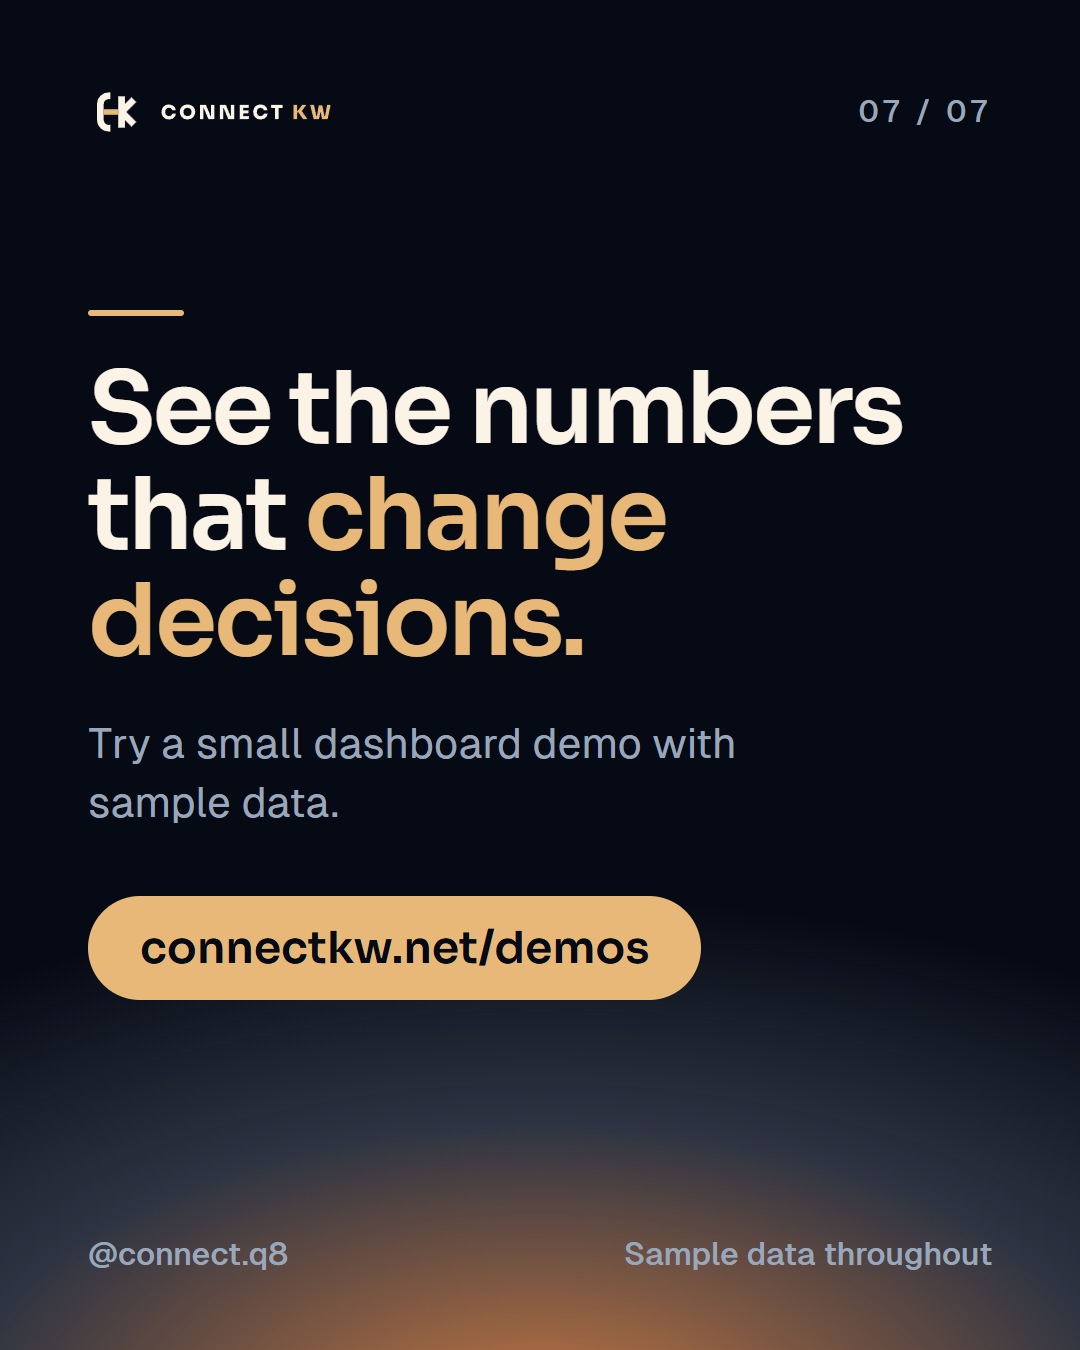 CONNECT KW
07 / 07
See the numbers
that change
decisions.
Try a small dashboard demo with
sample data.
connectkw.net/demos
@connect.q8
Sample data throughout